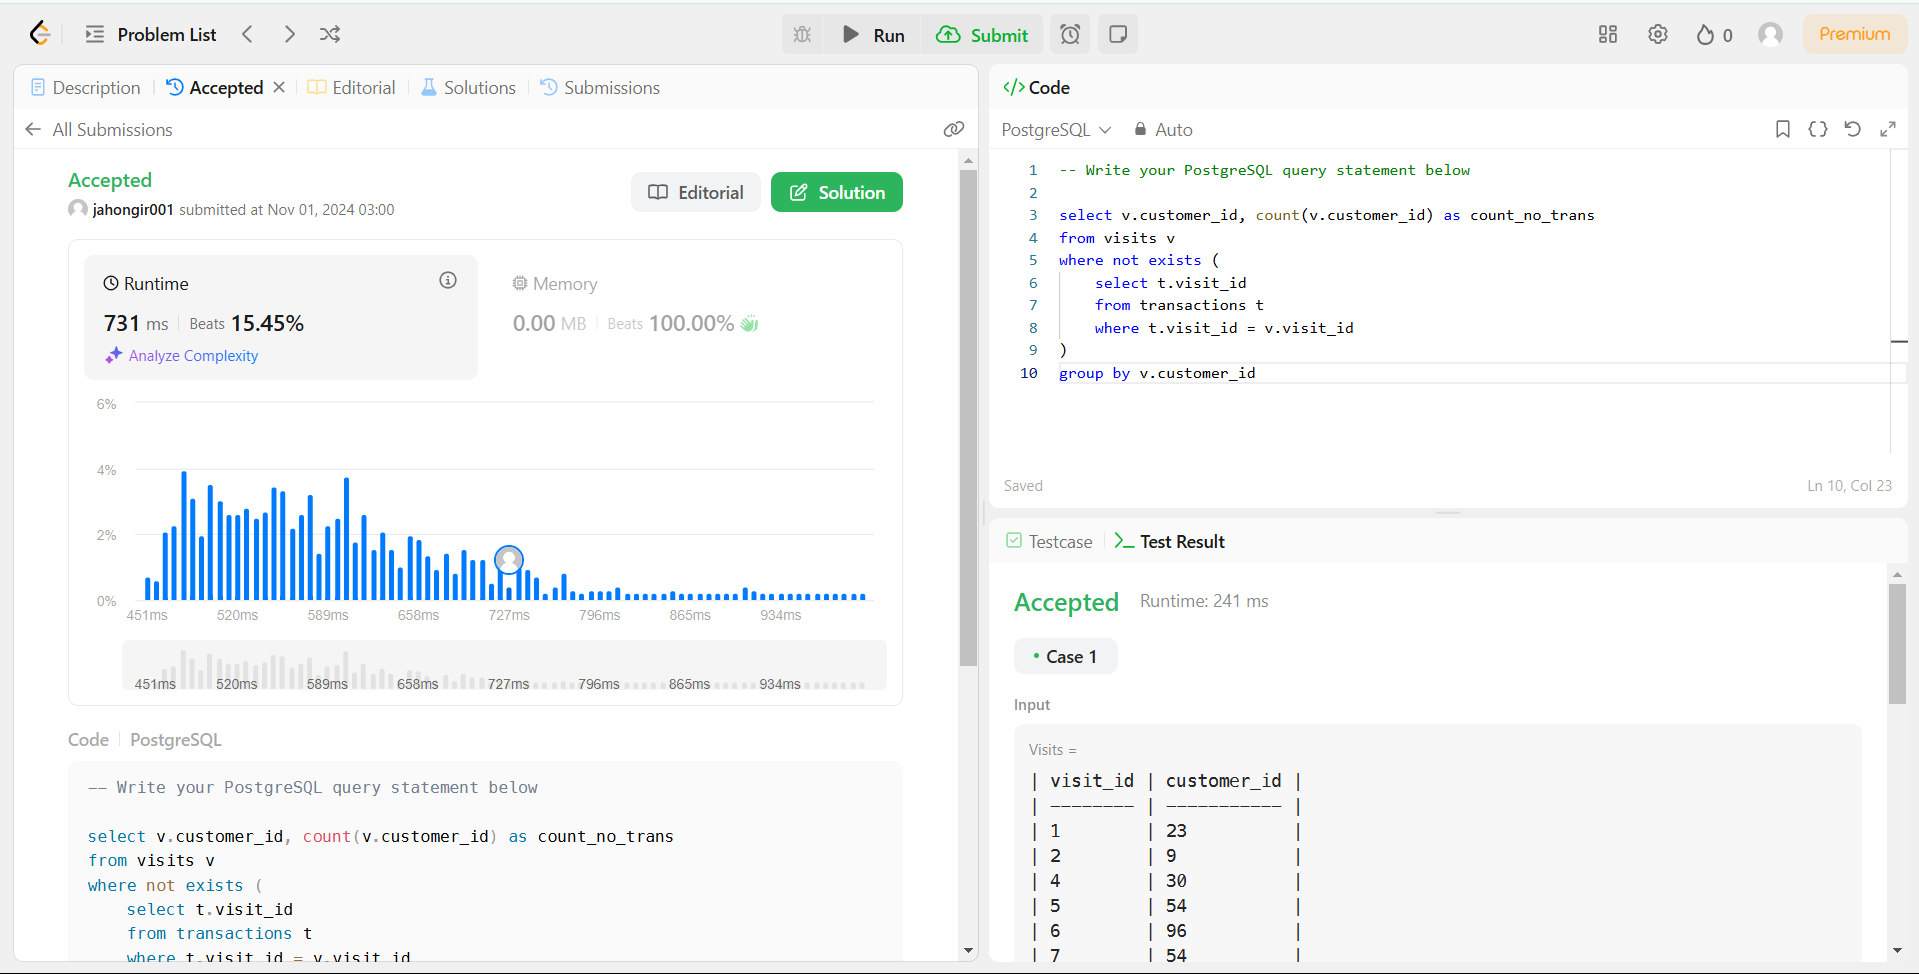 Problem List
Run
Submit
0
Premium
Description
Accepted
Editorial
Solutions
Submissions
All Submissions
Accepted
jahongir001 submitted at Nov 01, 2024 03:00
Editorial
Solution
Runtime
731 ms Beats 15.45%
Analyze Complexity
Memory
0.00 MB Beats 100.00%
6%
4%
2%
0%
451ms 520ms 589ms 658ms 727ms 796ms 865ms 934ms
451ms 520ms 589ms 658ms 727ms 796ms 865ms 934ms
Code PostgreSQL
-- Write your PostgreSQL query statement below
select v.customer_id, count(v.customer_id) as count_no_trans
from visits v
where not exists (
select t.visit_id
from transactions t
where t.visit_id = v.visit_id
Code
PostgreSQL
Auto
1 -- Write your PostgreSQL query statement below
2
3 select v.customer_id, count(v.customer_id) as count_no_trans
4 from visits v
5 where not exists (
6 select t.visit_id
7 from transactions t
8 where t.visit_id = v.visit_id
9 )
10 group by v.customer_id
Saved
Ln 10, Col 23
Testcase
Test Result
Accepted Runtime: 241 ms
• Case 1
Input
Visits =
| visit_id | customer_id |
| -------- | ----------- |
| 1 | 23 |
| 2 | 9 |
| 4 | 30 |
| 5 | 54 |
| 6 | 96 |
| 7 | 54 |